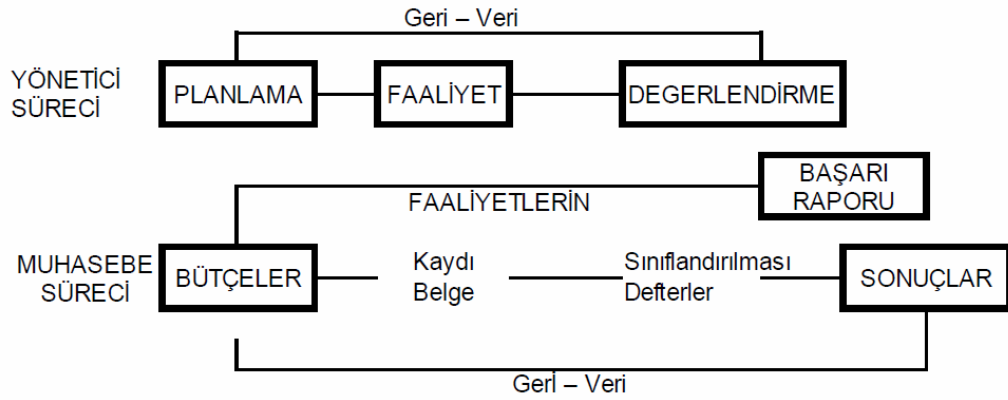 Geri – Veri
YÖNETİCİ
SÜRECİ
PLANLAMA
FAALİYET
DEGERLENDİRME
BAŞARI
RAPORU
FAALİYETLERİN
MUHASEBE
SÜRECİ
BÜTÇELER
Kaydı
Belge
Sınıflandırılması
Defterler
SONUÇLAR
Gerİ – Veri